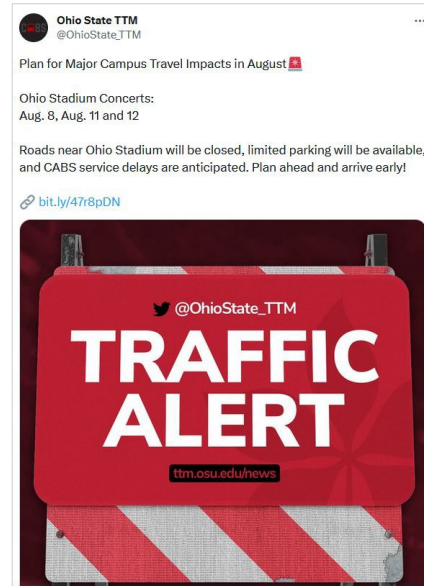 CABS
Ohio State TTM
@OhioState_TTM
Plan for Major Campus Travel Impacts in August🚨
Ohio Stadium Concerts:
Aug. 8, Aug. 11 and 12
Roads near Ohio Stadium will be closed, limited parking will be available,
and CABS service delays are anticipated. Plan ahead and arrive early!
🔗 bit.ly/47r8pDN
@OhioState_TTM
TRAFFIC
ALERT
ttm.osu.edu/news